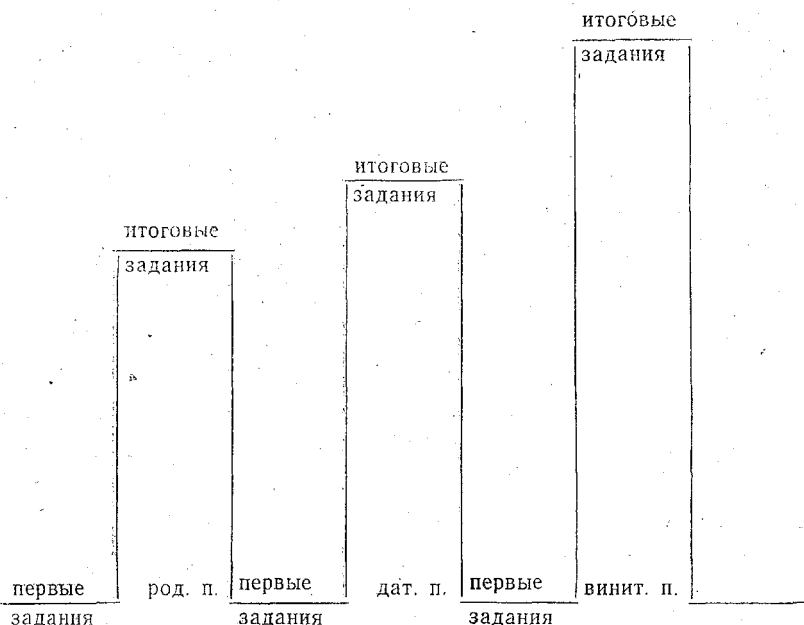 итоговые
задания
итоговые
задания
итоговые
задания
первые род. п. первые дат. п. первые винит. п.
задания задания задания